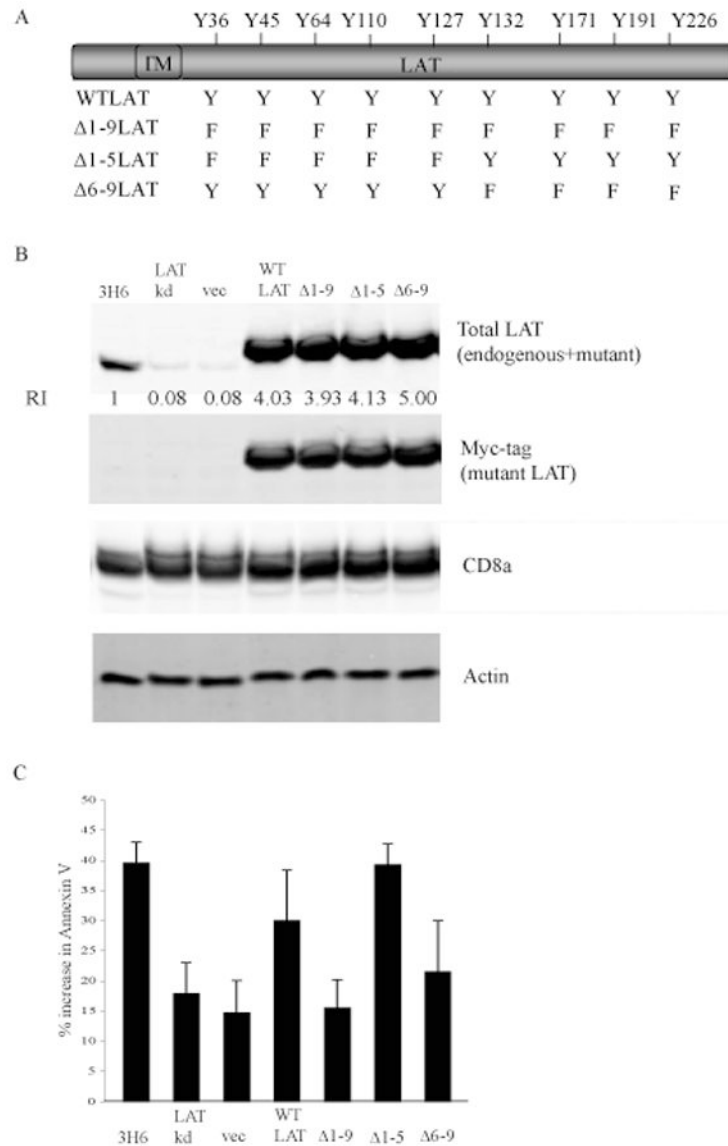 A
Y36 Y45 Y64 Y110 Y127 Y132 Y171 Y191 Y226
TM LAT
WTLAT Y Y Y Y Y Y Y Y Y
Δ1-9LAT F F F F F F F F F
Δ1-5LAT F F F F F Y Y Y Y
Δ6-9LAT Y Y Y Y Y F F F F
B
3H6 LAT kd vec WT LAT Δ1-9 Δ1-5 Δ6-9
Total LAT
(endogenous+mutant)
RI 1 0.08 0.08 4.03 3.93 4.13 5.00
Myc-tag
(mutant LAT)
CD8a
Actin
C
% increase in Annexin V
50
45
40
35
30
25
20
15
10
5
0
3H6 LAT kd vec WT LAT Δ1-9 Δ1-5 Δ6-9